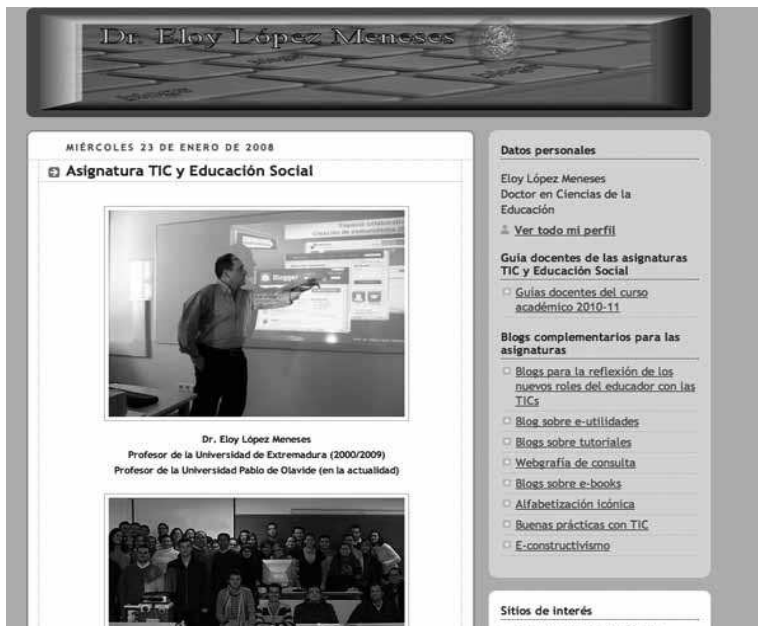 Dr. Eloy López Meneses
MIÉRCOLES 23 DE ENERO DE 2008
Asignatura TIC y Educación Social
Blogger
Dr. Eloy López Meneses
Profesor de la Universidad de Extremadura (2000/2009)
Profesor de la Universidad Pablo de Olavide (en la actualidad)
Datos personales
Eloy López Meneses
Doctor en Ciencias de la
Educación
Ver todo mi perfil
Guia docentes de las asignaturas
TIC y Educación Social
Guías docentes del curso
académico 2010-11
Blogs complementarios para las
asignaturas
Blogs para la reflexión de los
nuevos roles del educador con las
TICs
Blog sobre e-utilidades
Blogs sobre tutoriales
Webgrafía de consulta
Blogs sobre e-books
Alfabetización icónica
Buenas prácticas con TIC
E-constructivismo
Sitios de interés